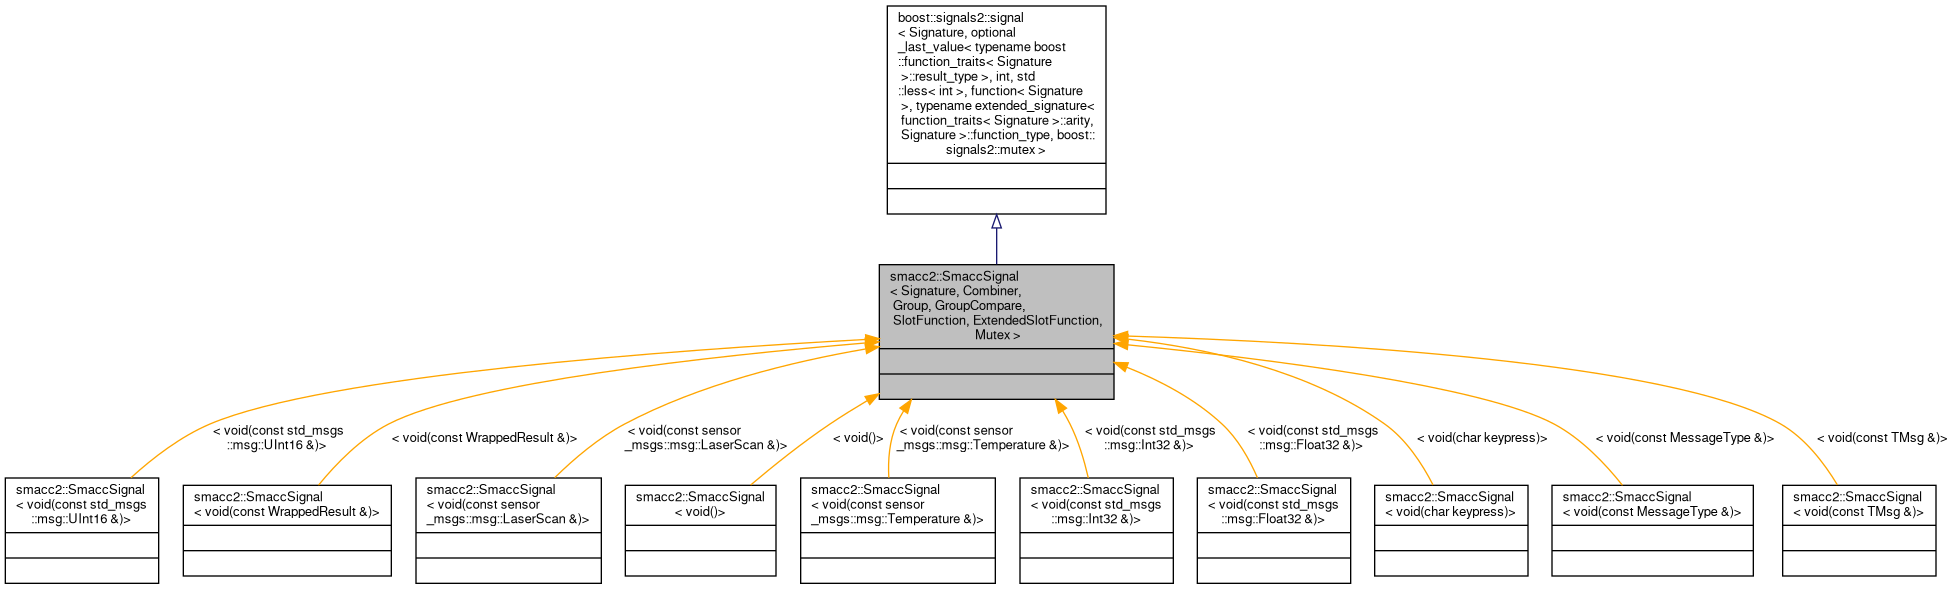 boost::signals2::signal
< Signature, optional
_last_value< typename boost
::function_traits< Signature
>::result_type >, int, std
::less< int >, function< Signature
>, typename extended_signature<
function_traits< Signature >::arity,
Signature >::function_type, boost::
signals2::mutex >
smacc2::SmaccSignal
< Signature, Combiner,
Group, GroupCompare,
SlotFunction, ExtendedSlotFunction,
Mutex >
< void(const std_msgs
::msg::UInt16 &)>
< void(const WrappedResult &)>
< void(const sensor
_msgs::msg::LaserScan &)>
< void()>
< void(const sensor
_msgs::msg::Temperature &)>
< void(const std_msgs
::msg::Int32 &)>
< void(const std_msgs
::msg::Float32 &)>
< void(char keypress)>
< void(const MessageType &)>
< void(const TMsg &)>
smacc2::SmaccSignal
< void(const std_msgs
::msg::UInt16 &)>
smacc2::SmaccSignal
< void(const WrappedResult &)>
smacc2::SmaccSignal
< void(const sensor
_msgs::msg::LaserScan &)>
smacc2::SmaccSignal
< void()>
smacc2::SmaccSignal
< void(const sensor
_msgs::msg::Temperature &)>
smacc2::SmaccSignal
< void(const std_msgs
::msg::Int32 &)>
smacc2::SmaccSignal
< void(const std_msgs
::msg::Float32 &)>
smacc2::SmaccSignal
< void(char keypress)>
smacc2::SmaccSignal
< void(const MessageType &)>
smacc2::SmaccSignal
< void(const TMsg &)>